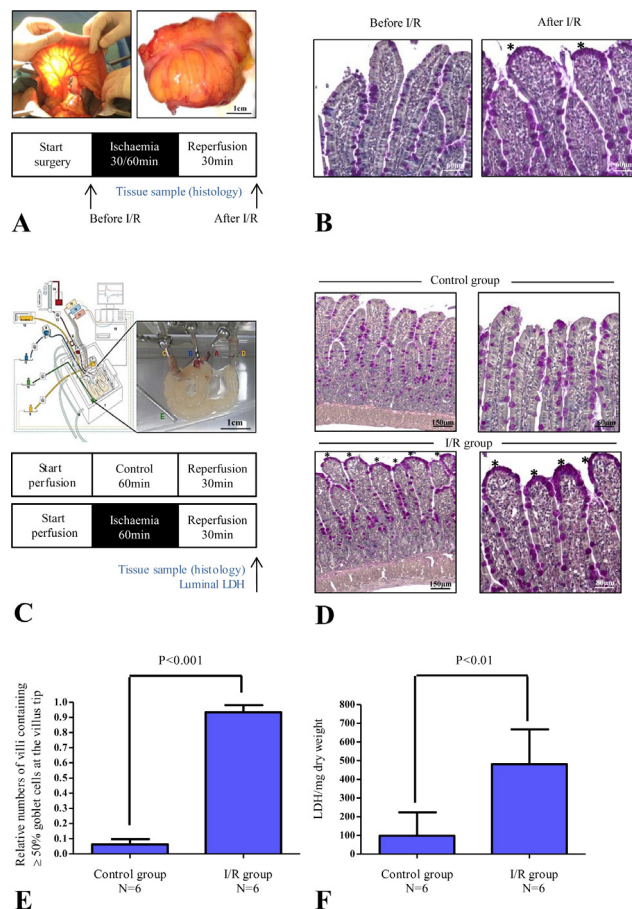 1cm
Start
surgery
Ischaemia
30/60min
Reperfusion
30min
Tissue sample (histology)
Before I/R
After I/R
A
Before I/R
After I/R
*
*
60µm
60µm
B
C
B
A
D
E
1cm
Start
perfusion
Control
60min
Reperfusion
30min
Start
perfusion
Ischaemia
60min
Reperfusion
30min
Tissue sample (histology)
Luminal LDH
C
Control group
150µm
60µm
I/R group
* * * * * *
* * * *
150µm
D
P<0.001
Relative numbers of villi containing
≥ 50% goblet cells at the villus tip
1.0
0.9
0.8
0.7
0.6
0.5
0.4
0.3
0.2
0.1
0.0
Control group
N=6
I/R group
N=6
E
P<0.01
LDH/mg dry weight
800
700
600
500
400
300
200
100
0
Control group
N=6
I/R group
N=6
F